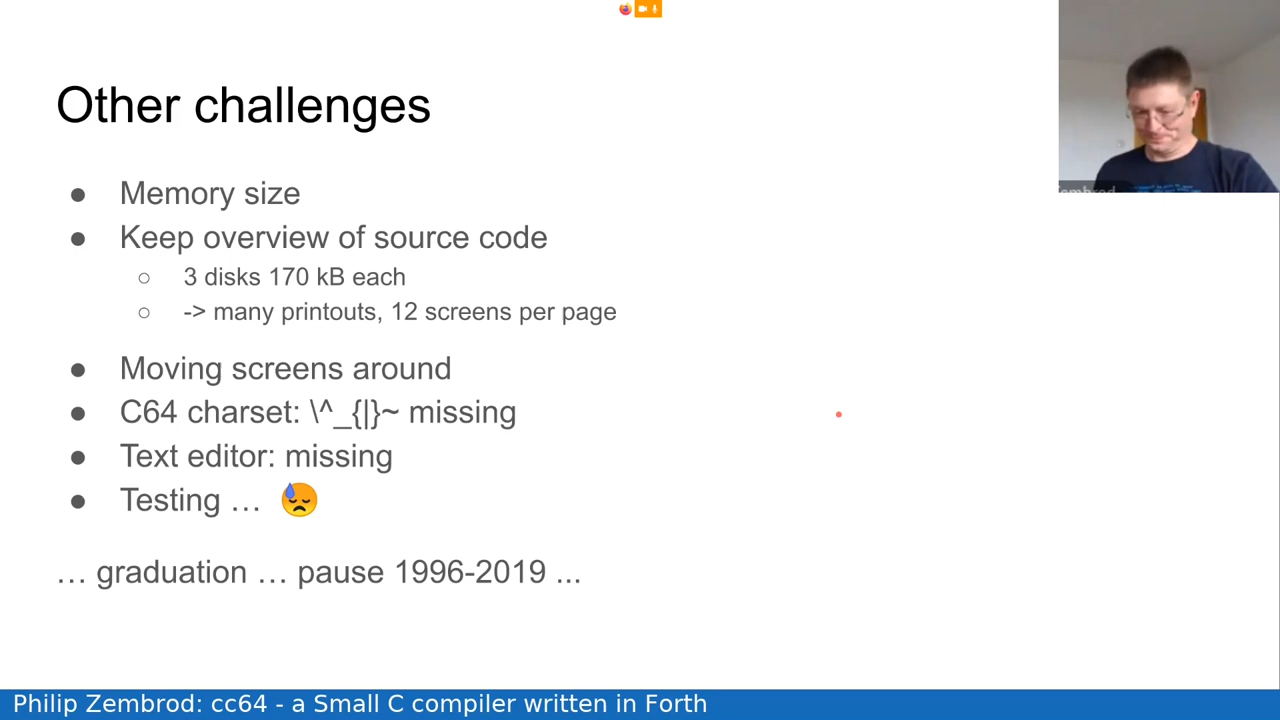 Other challenges
● Memory size
● Keep overview of source code
○ 3 disks 170 kB each
○ -> many printouts, 12 screens per page
● Moving screens around
● C64 charset: \^_{|}~ missing
● Text editor: missing
● Testing … 😓
… graduation … pause 1996-2019 ...
Philip Zembrod: cc64 - a Small C compiler written in Forth